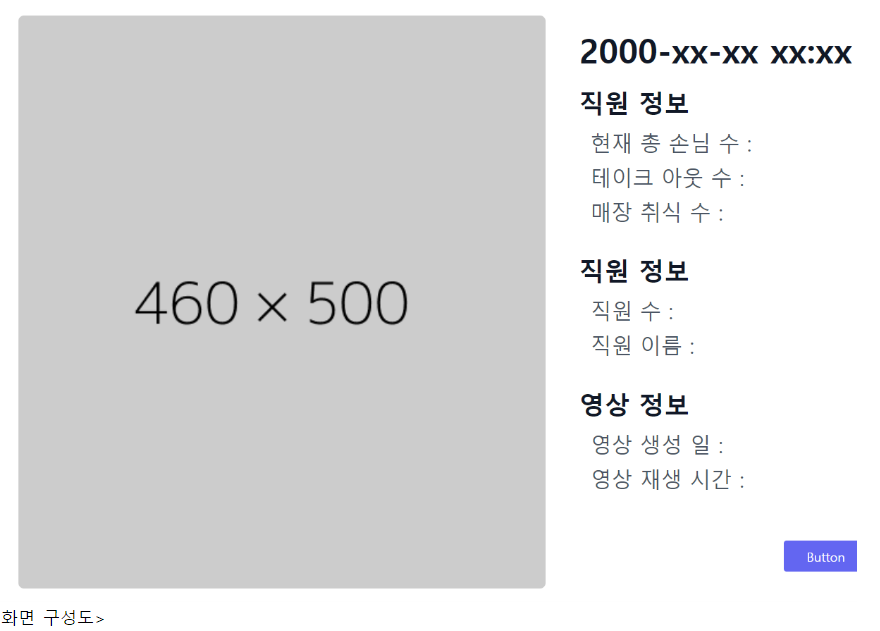 460 × 500
2000-xx-xx xx:xx
직원 정보
현재 총 손님 수 :
테이크 아웃 수 :
매장 취식 수 :
직원 정보
직원 수 :
직원 이름 :
영상 정보
영상 생성 일 :
영상 재생 시간 :
Button
화면 구성도>